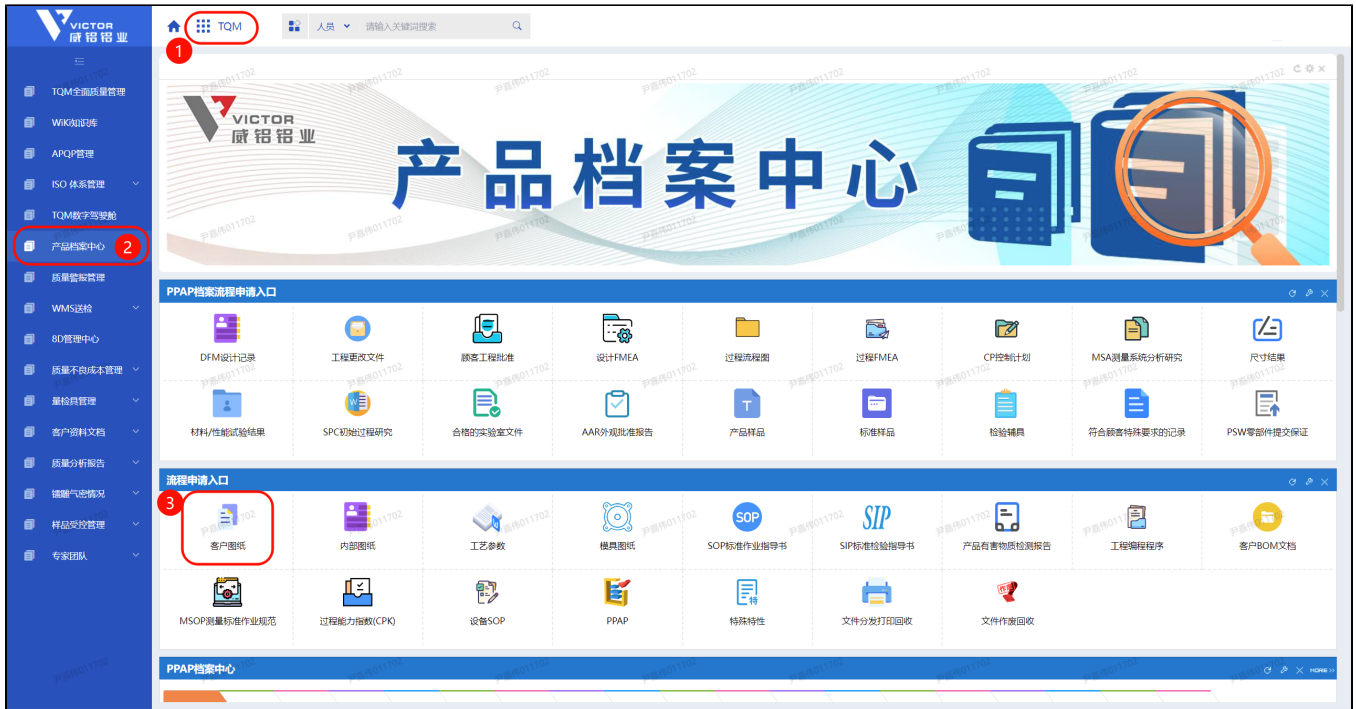 VICTOR
威铝铝业
TQM
人员
请输入关键词搜索
1
TQM全面质量管理
WiKi知识库
APQP管理
ISO 体系管理
TQM数字驾驶舱
产品档案中心
2
质量警报管理
WMS送检
8D管理中心
质量不良成本管理
量检具管理
客户资料文档
质量分析报告
镭雕气密情况
样品受控管理
专家团队
VICTOR
威铝铝业
产品档案中心
PPAP档案流程申请入口
DFM设计记录
工程更改文件
顾客工程批准
设计FMEA
过程流程图
过程FMEA
CP控制计划
MSA测量系统分析研究
尺寸结果
材料/性能试验结果
SPC初始过程研究
合格的实验室文件
AAR外观批准报告
产品样品
标准样品
检验辅具
符合顾客特殊要求的记录
PSW零部件提交保证
流程申请入口
3
客户图纸
内部图纸
工艺参数
模具图纸
SOP
SOP标准作业指导书
SIP
SIP标准检验指导书
产品有害物质检测报告
工程编程程序
客户BOM文档
MSOP测量标准作业规范
过程能力指数(CPK)
设备SOP
PPAP
特
特殊特性
文件分发打印回收
文件作废回收
PPAP档案中心
MORE>>